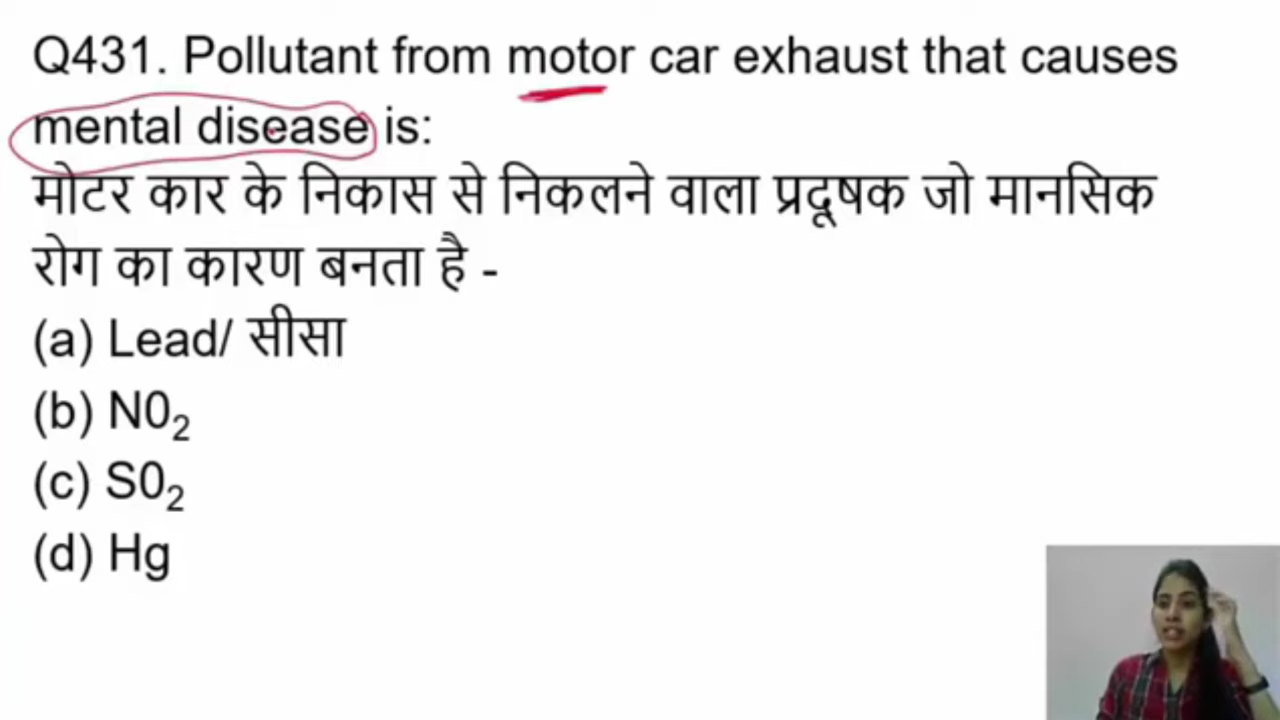 Q431. Pollutant from motor car exhaust that causes
mental disease is:
मोटर कार के निकास से निकलने वाला प्रदूषक जो मानसिक
रोग का कारण बनता है -
(a) Lead/ सीसा
(b) N0₂
(c) S0₂
(d) Hg